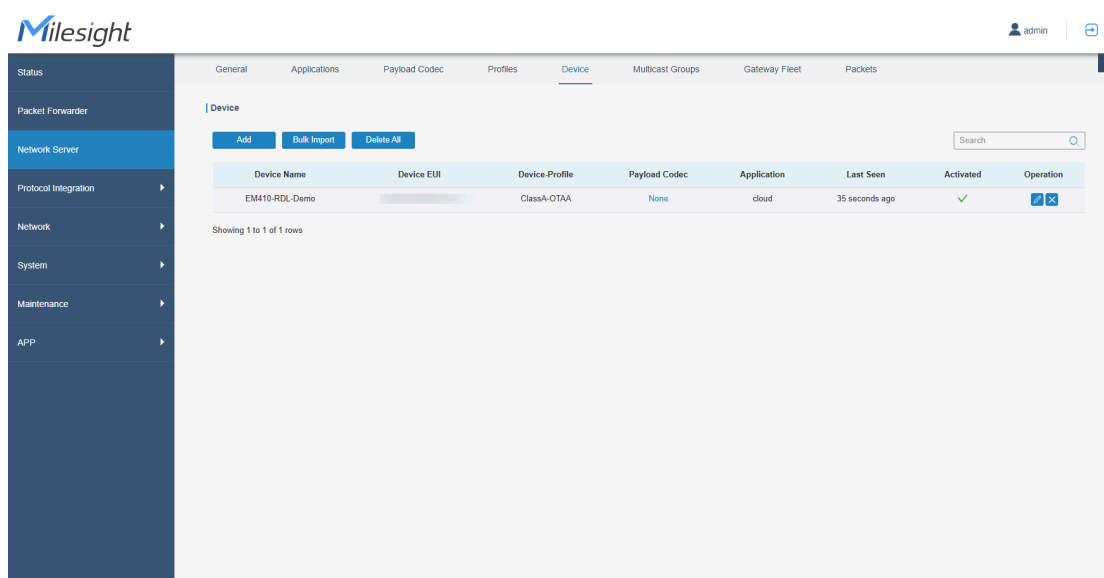 Milesight
admin
Status
Packet Forwarder
Network Server
Protocol Integration
Network
System
Maintenance
APP
General Applications Payload Codec Profiles Device Multicast Groups Gateway Fleet Packets
Device
Add Bulk Import Delete All Search
Device Name Device EUI Device-Profile Payload Codec Application Last Seen Activated Operation
EM410-RDL-Demo ClassA-OTAA None cloud 35 seconds ago
Showing 1 to 1 of 1 rows